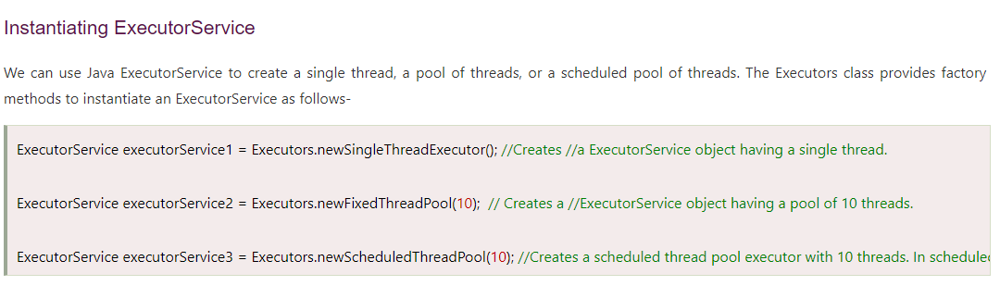 Instantiating ExecutorService
We can use Java ExecutorService to create a single thread, a pool of threads, or a scheduled pool of threads. The Executors class provides factory
methods to instantiate an ExecutorService as follows-
ExecutorService executorService1 = Executors.newSingleThreadExecutor(); //Creates //a ExecutorService object having a single thread.
ExecutorService executorService2 = Executors.newFixedThreadPool(10);  // Creates a //ExecutorService object having a pool of 10 threads.
ExecutorService executorService3 = Executors.newScheduledThreadPool(10); //Creates a scheduled thread pool executor with 10 threads. In